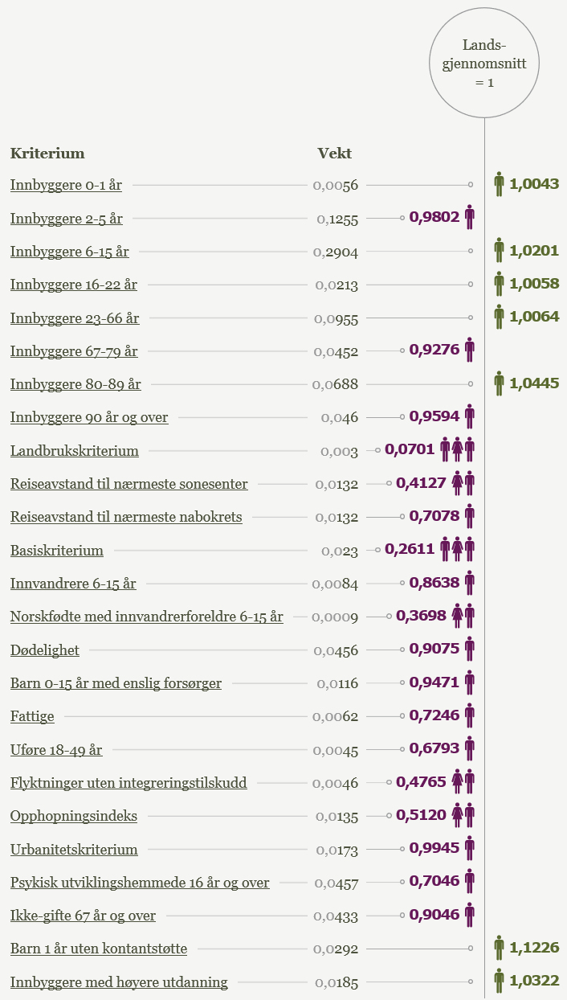 Lands-
gjennomsnitt
= 1
Kriterium Vekt
Innbyggere 0-1 år 0,0056 1,0043
Innbyggere 2-5 år 0,1255 0,9802
Innbyggere 6-15 år 0,2904 1,0201
Innbyggere 16-22 år 0,0213 1,0058
Innbyggere 23-66 år 0,0955 1,0064
Innbyggere 67-79 år 0,0452 0,9276
Innbyggere 80-89 år 0,0688 1,0445
Innbyggere 90 år og over 0,046 0,9594
Landbrukskriterium 0,003 0,0701
Reiseavstand til nærmeste sonesenter 0,0132 0,4127
Reiseavstand til nærmeste nabokrets 0,0132 0,7078
Basiskriterium 0,023 0,2611
Innvandrere 6-15 år 0,0084 0,8638
Norskfødte med innvandrerforeldre 6-15 år 0,0009 0,3698
Dødelighet 0,0456 0,9075
Barn 0-15 år med enslig forsørger 0,0116 0,9471
Fattige 0,0062 0,7246
Uføre 18-49 år 0,0045 0,6793
Flyktninger uten integreringstilskudd 0,0046 0,4765
Opphopningsindeks 0,0135 0,5120
Urbanitetskriterium 0,0173 0,9945
Psykisk utviklingshemmede 16 år og over 0,0457 0,7046
Ikke-gifte 67 år og over 0,0433 0,9046
Barn 1 år uten kontantstøtte 0,0292 1,1226
Innbyggere med høyere utdanning 0,0185 1,0322